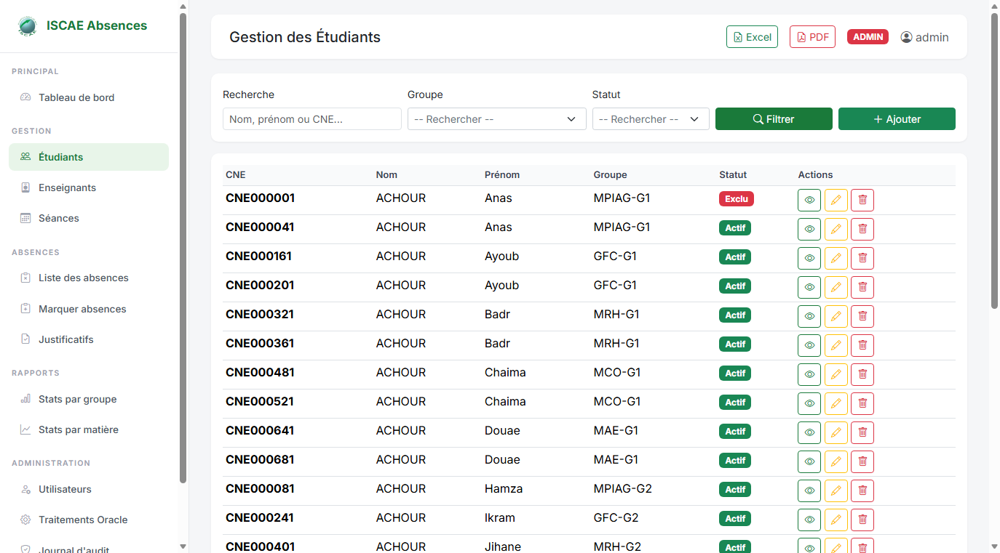 ISCAE Absences
PRINCIPAL
Tableau de bord
GESTION
Étudiants
Enseignants
Séances
ABSENCES
Liste des absences
Marquer absences
Justificatifs
RAPPORTS
Stats par groupe
Stats par matière
ADMINISTRATION
Utilisateurs
Traitements Oracle
Journal d'audit
Gestion des Étudiants
Excel PDF ADMIN admin
Recherche Groupe Statut
Nom, prénom ou CNE... -- Rechercher -- -- Rechercher -- Filtrer + Ajouter
CNE Nom Prénom Groupe Statut Actions
CNE000001 ACHOUR Anas MPIAG-G1 Exclu
CNE000041 ACHOUR Anas MPIAG-G1 Actif
CNE000161 ACHOUR Ayoub GFC-G1 Actif
CNE000201 ACHOUR Ayoub GFC-G1 Actif
CNE000321 ACHOUR Badr MRH-G1 Actif
CNE000361 ACHOUR Badr MRH-G1 Actif
CNE000481 ACHOUR Chaima MCO-G1 Actif
CNE000521 ACHOUR Chaima MCO-G1 Actif
CNE000641 ACHOUR Douae MAE-G1 Actif
CNE000681 ACHOUR Douae MAE-G1 Actif
CNE000081 ACHOUR Hamza MPIAG-G2 Actif
CNE000241 ACHOUR Ikram GFC-G2 Actif
CNE000401 ACHOUR Jihane MRH-G2 Actif